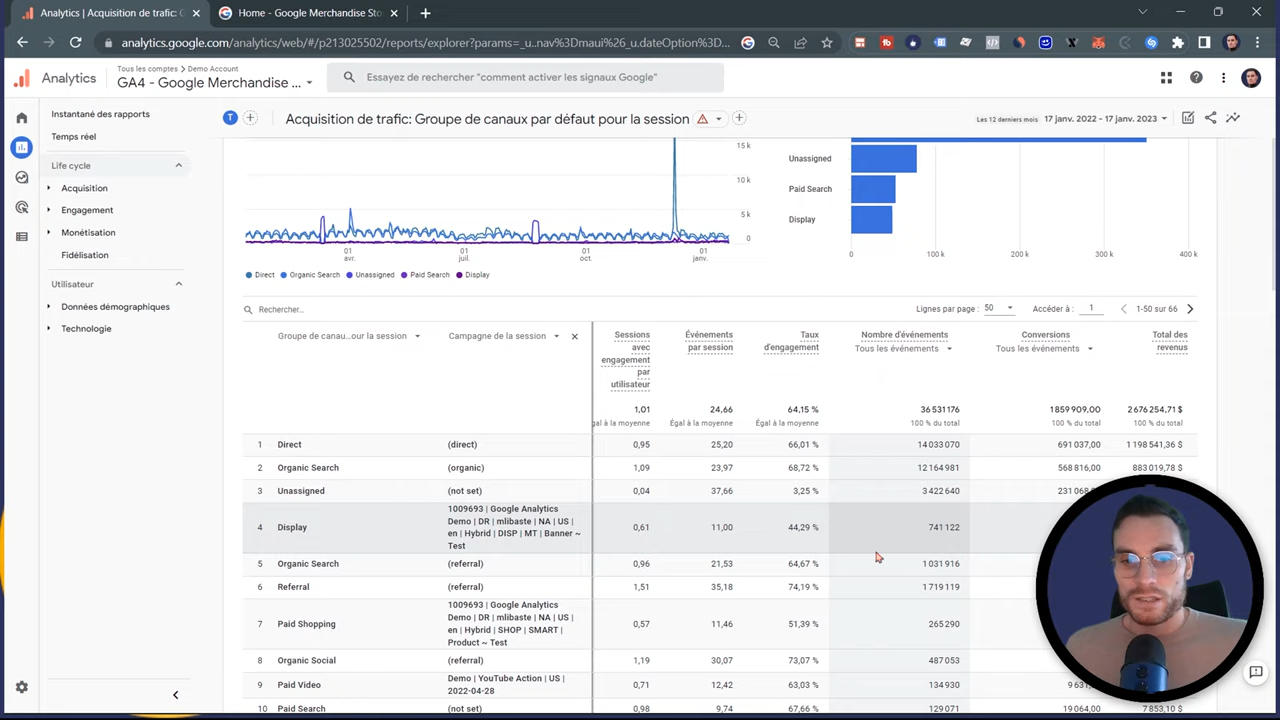 Analytics | Acquisition de trafic: G
Home - Google Merchandise Sto
analytics.google.com/analytics/web/#/p213025502/reports/explorer?params=_u..nav%3Dmaui%26_u.dateOption%3D...
Analytics
Tous les comptes > Demo Account
GA4 - Google Merchandise ...
Essayez de rechercher "comment activer les signaux Google"
Instantané des rapports
Temps réel
Life cycle
Acquisition
Engagement
Monétisation
Fidélisation
Utilisateur
Données démographiques
Technologie
T
Acquisition de trafic: Groupe de canaux par défaut pour la session
Les 12 derniers mois 17 janv. 2022 - 17 janv. 2023
15 k
10 k
5 k
0
01 avr.
01 juil.
01 oct.
01 janv.
Direct Organic Search Unassigned Paid Search Display
Unassigned
Paid Search
Display
0 100 k 200 k 300 k 400 k
Rechercher...
Lignes par page : 50 Accéder à : 1 1-50 sur 66
Groupe de canau...our la session Campagne de la session
Sessions avec engagement par utilisateur
Événements par session
Taux d'engagement
Nombre d'événements
Tous les événements
Conversions
Tous les événements
Total des revenus
1,01 24,66 64,15 % 36 531 176 1 859 909,00 2 676 254,71 $
gal à la moyenne Égal à la moyenne Égal à la moyenne 100 % du total 100 % du total 100 % du total
1 Direct (direct) 0,95 25,20 66,01 % 14 033 070 691 037,00 1 198 541,36 $
2 Organic Search (organic) 1,09 23,97 68,72 % 12 164 981 568 816,00 883 019,78 $
3 Unassigned (not set) 0,04 37,66 3,25 % 3 422 640 231 068
4 Display 1009693 | Google Analytics
Demo | DR | mlibaste | NA | US |
en | Hybrid | DISP | MT | Banner ~
Test
0,61 11,00 44,29 % 741 122
5 Organic Search (referral) 0,96 21,53 64,67 % 1 031 916
6 Referral (referral) 1,51 35,18 74,19 % 1 719 119
7 Paid Shopping 1009693 | Google Analytics
Demo | DR | mlibaste | NA | US |
en | Hybrid | SHOP | SMART |
Product ~ Test
0,57 11,46 51,39 % 265 290
8 Organic Social (referral) 1,19 30,07 73,07 % 487 053
9 Paid Video Demo | YouTube Action | US |
2022-04-28
0,71 12,42 63,03 % 134 930
10 Paid Search (not set) 0,98 9,74 67,66 % 129 071 19 064,00 7 853,10 $